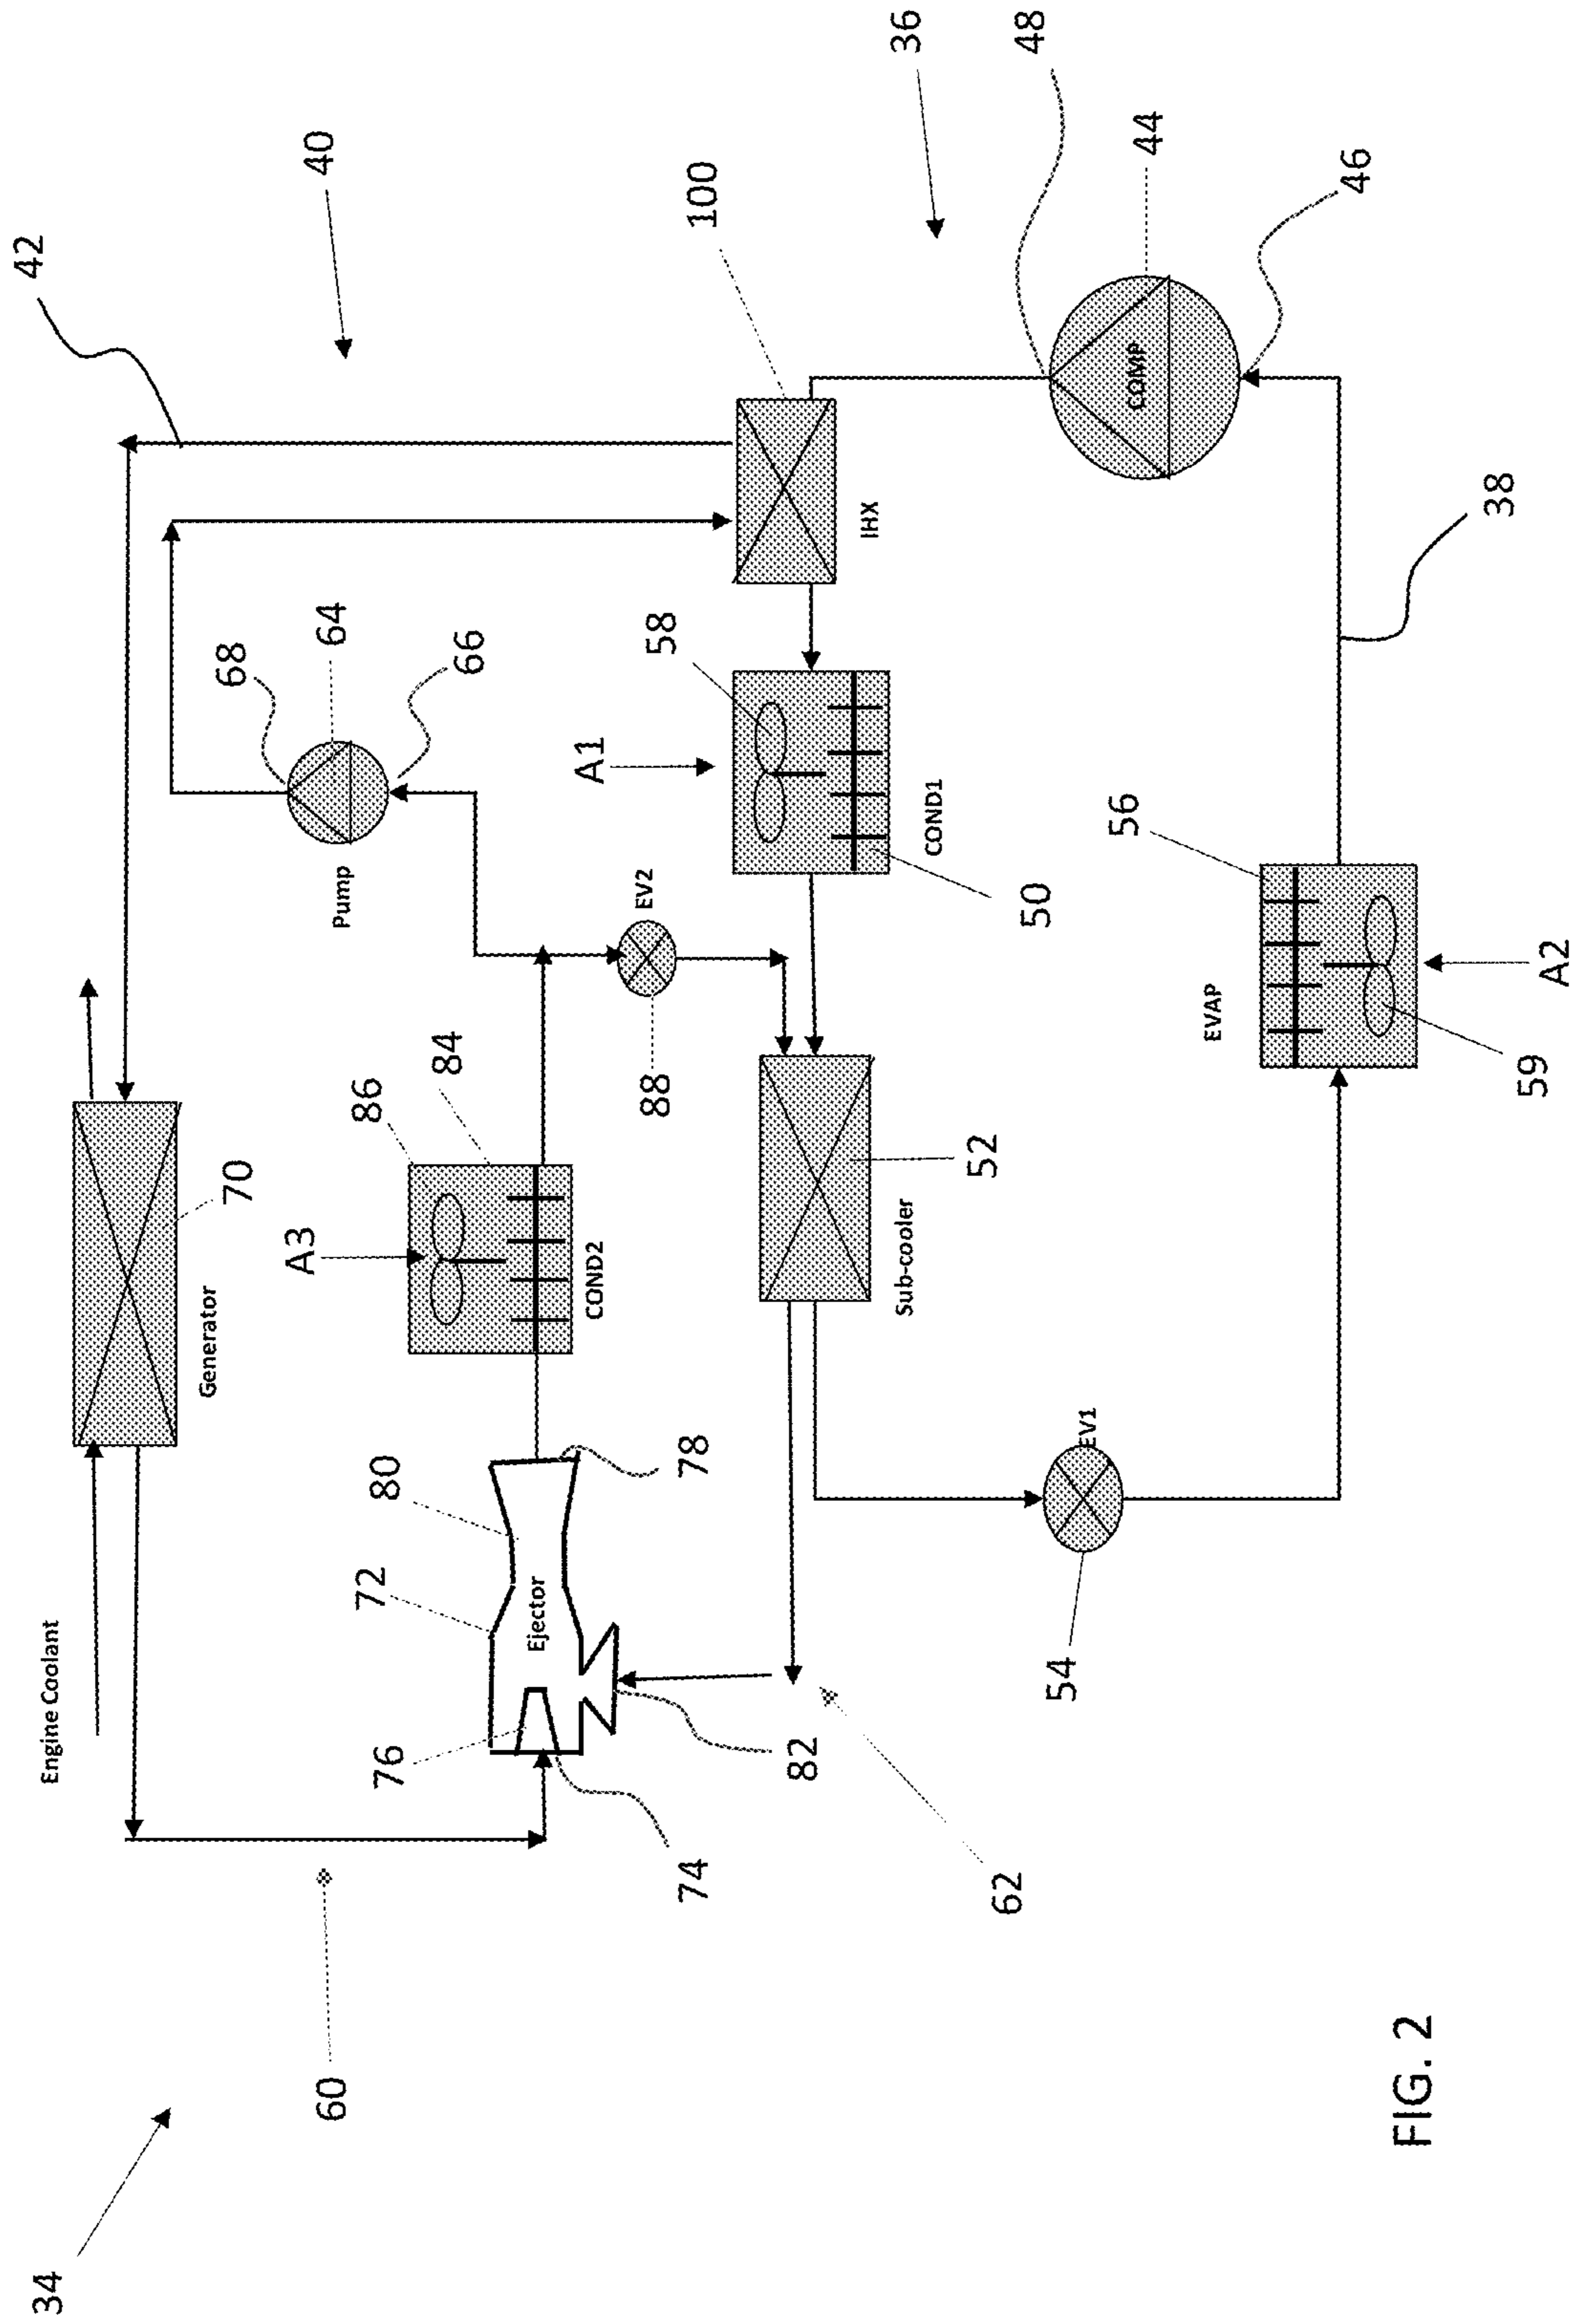 34
Engine Coolant
42
Generator
70
68
A3
40
60
Pump
64
72
86
76
80
84
66
Ejector
COND2
A1
88
EV2
58
74
78
100
82
IHX
Sub-cooler
36
COND1
52
62
50
48
54
EV1
56
COMP
44
EVAP
46
FIG. 2
38
59
A2